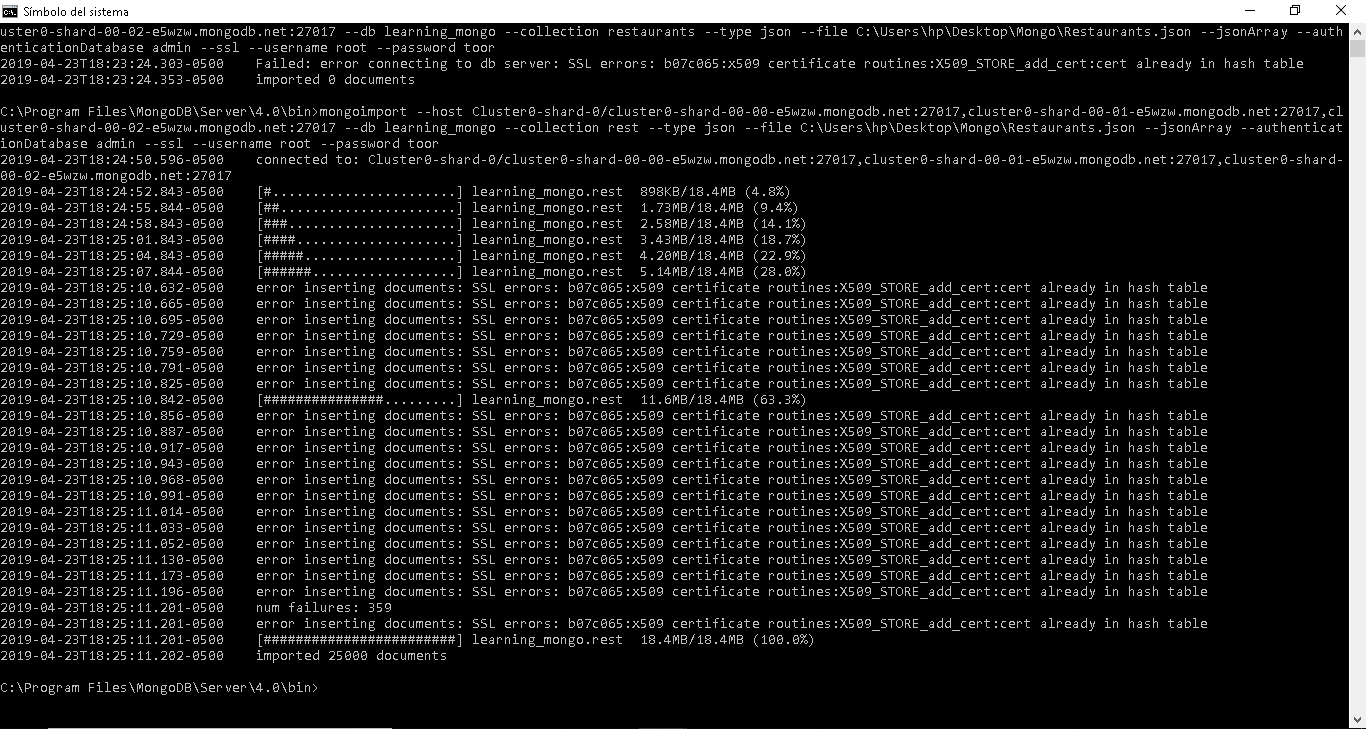 Símbolo del sistema
uster0-shard-00-02-e5wzw.mongodb.net:27017 --db learning_mongo --collection restaurants --type json --file C:\Users\hp\Desktop\Mongo\Restaurants.json --jsonArray --auth
enticationDatabase admin --ssl --username root --password toor
2019-04-23T18:23:24.303-0500    Failed: error connecting to db server: SSL errors: b07c065:x509 certificate routines:X509_STORE_add_cert:cert already in hash table
2019-04-23T18:23:24.353-0500    imported 0 documents
C:\Program Files\MongoDB\Server\4.0\bin>mongoimport --host Cluster0-shard-0/cluster0-shard-00-00-e5wzw.mongodb.net:27017,cluster0-shard-00-01-e5wzw.mongodb.net:27017,cl
uster0-shard-00-02-e5wzw.mongodb.net:27017 --db learning_mongo --collection rest --type json --file C:\Users\hp\Desktop\Mongo\Restaurants.json --jsonArray --authenticat
ionDatabase admin --ssl --username root --password toor
2019-04-23T18:24:50.596-0500    connected to: Cluster0-shard-0/cluster0-shard-00-00-e5wzw.mongodb.net:27017,cluster0-shard-00-01-e5wzw.mongodb.net:27017,cluster0-shard-
00-02-e5wzw.mongodb.net:27017
2019-04-23T18:24:52.843-0500    [#.......................] learning_mongo.rest  898KB/18.4MB (4.8%)
2019-04-23T18:24:55.844-0500    [##......................] learning_mongo.rest  1.73MB/18.4MB (9.4%)
2019-04-23T18:24:58.843-0500    [###.....................] learning_mongo.rest  2.58MB/18.4MB (14.1%)
2019-04-23T18:25:01.843-0500    [####....................] learning_mongo.rest  3.43MB/18.4MB (18.7%)
2019-04-23T18:25:04.843-0500    [#####...................] learning_mongo.rest  4.20MB/18.4MB (22.9%)
2019-04-23T18:25:07.844-0500    [######..................] learning_mongo.rest  5.14MB/18.4MB (28.0%)
2019-04-23T18:25:10.632-0500    error inserting documents: SSL errors: b07c065:x509 certificate routines:X509_STORE_add_cert:cert already in hash table
2019-04-23T18:25:10.665-0500    error inserting documents: SSL errors: b07c065:x509 certificate routines:X509_STORE_add_cert:cert already in hash table
2019-04-23T18:25:10.695-0500    error inserting documents: SSL errors: b07c065:x509 certificate routines:X509_STORE_add_cert:cert already in hash table
2019-04-23T18:25:10.729-0500    error inserting documents: SSL errors: b07c065:x509 certificate routines:X509_STORE_add_cert:cert already in hash table
2019-04-23T18:25:10.759-0500    error inserting documents: SSL errors: b07c065:x509 certificate routines:X509_STORE_add_cert:cert already in hash table
2019-04-23T18:25:10.791-0500    error inserting documents: SSL errors: b07c065:x509 certificate routines:X509_STORE_add_cert:cert already in hash table
2019-04-23T18:25:10.825-0500    error inserting documents: SSL errors: b07c065:x509 certificate routines:X509_STORE_add_cert:cert already in hash table
2019-04-23T18:25:10.842-0500    [###############.........] learning_mongo.rest  11.6MB/18.4MB (63.3%)
2019-04-23T18:25:10.856-0500    error inserting documents: SSL errors: b07c065:x509 certificate routines:X509_STORE_add_cert:cert already in hash table
2019-04-23T18:25:10.887-0500    error inserting documents: SSL errors: b07c065:x509 certificate routines:X509_STORE_add_cert:cert already in hash table
2019-04-23T18:25:10.917-0500    error inserting documents: SSL errors: b07c065:x509 certificate routines:X509_STORE_add_cert:cert already in hash table
2019-04-23T18:25:10.943-0500    error inserting documents: SSL errors: b07c065:x509 certificate routines:X509_STORE_add_cert:cert already in hash table
2019-04-23T18:25:10.968-0500    error inserting documents: SSL errors: b07c065:x509 certificate routines:X509_STORE_add_cert:cert already in hash table
2019-04-23T18:25:10.991-0500    error inserting documents: SSL errors: b07c065:x509 certificate routines:X509_STORE_add_cert:cert already in hash table
2019-04-23T18:25:11.014-0500    error inserting documents: SSL errors: b07c065:x509 certificate routines:X509_STORE_add_cert:cert already in hash table
2019-04-23T18:25:11.033-0500    error inserting documents: SSL errors: b07c065:x509 certificate routines:X509_STORE_add_cert:cert already in hash table
2019-04-23T18:25:11.052-0500    error inserting documents: SSL errors: b07c065:x509 certificate routines:X509_STORE_add_cert:cert already in hash table
2019-04-23T18:25:11.130-0500    error inserting documents: SSL errors: b07c065:x509 certificate routines:X509_STORE_add_cert:cert already in hash table
2019-04-23T18:25:11.173-0500    error inserting documents: SSL errors: b07c065:x509 certificate routines:X509_STORE_add_cert:cert already in hash table
2019-04-23T18:25:11.196-0500    error inserting documents: SSL errors: b07c065:x509 certificate routines:X509_STORE_add_cert:cert already in hash table
2019-04-23T18:25:11.201-0500    num failures: 359
2019-04-23T18:25:11.201-0500    error inserting documents: SSL errors: b07c065:x509 certificate routines:X509_STORE_add_cert:cert already in hash table
2019-04-23T18:25:11.201-0500    [########################] learning_mongo.rest  18.4MB/18.4MB (100.0%)
2019-04-23T18:25:11.202-0500    imported 25000 documents
C:\Program Files\MongoDB\Server\4.0\bin>